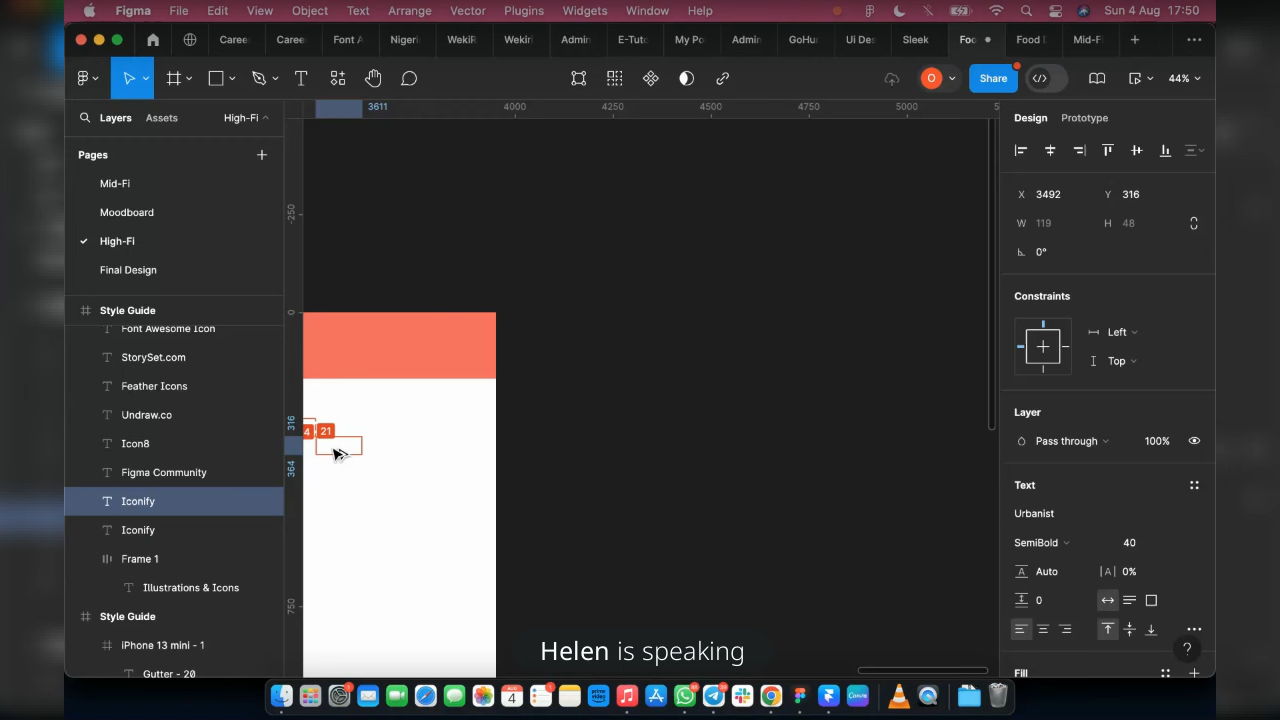 Figma File Edit View Object Text Arrange Vector Plugins Widgets Window Help Sun 4 Aug 17:50
Caree Caree Font A Nigeri WekiR Wekir Admin E-Tuto My Po Admin GoHur Ui Des Sleek Foo Food I Mid-Fi
O Share 44%
Layers Assets High-Fi
3611 4000 4250 4500 4750 5000 5
Design Prototype
Pages
Mid-Fi
Moodboard
High-Fi
Final Design
Style Guide
Font Awesome Icon
StorySet.com
Feather Icons
Undraw.co
Icon8
Figma Community
Iconify
Iconify
Frame 1
Illustrations & Icons
Style Guide
iPhone 13 mini - 1
Gutter - 20
-250
0
316
364
750
4 21
X 3492 Y 316
W 119 H 48
0°
Constraints
Left
Top
Layer
Pass through 100%
Text
Urbanist
SemiBold 40
Auto 0%
0
?
Fill
Helen is speaking